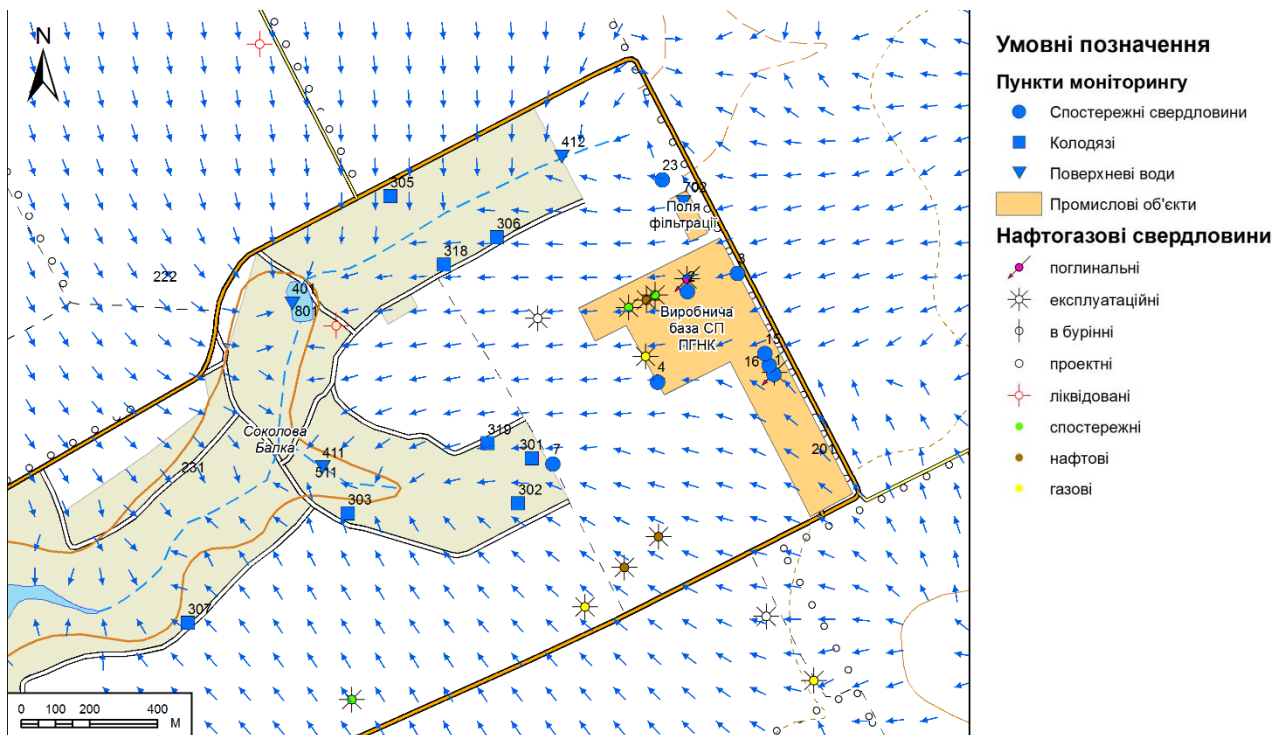 N
412
23
305
702
Поля
фільтрації
306
318
3
222
2
401
801
Виробнича
база СП
ПГНК
15
16
1
4
Соколова
Балка
319
301
7
411
511
231
201
302
303
307
0
100
200
400
М
Умовні позначення
Пункти моніторингу
Спостережні свердловини
Колодязі
Поверхневі води
Промислові об'єкти
Нафтогазові свердловини
поглинальні
експлуатаційні
в бурінні
проектні
ліквідовані
спостережні
нафтові
газові